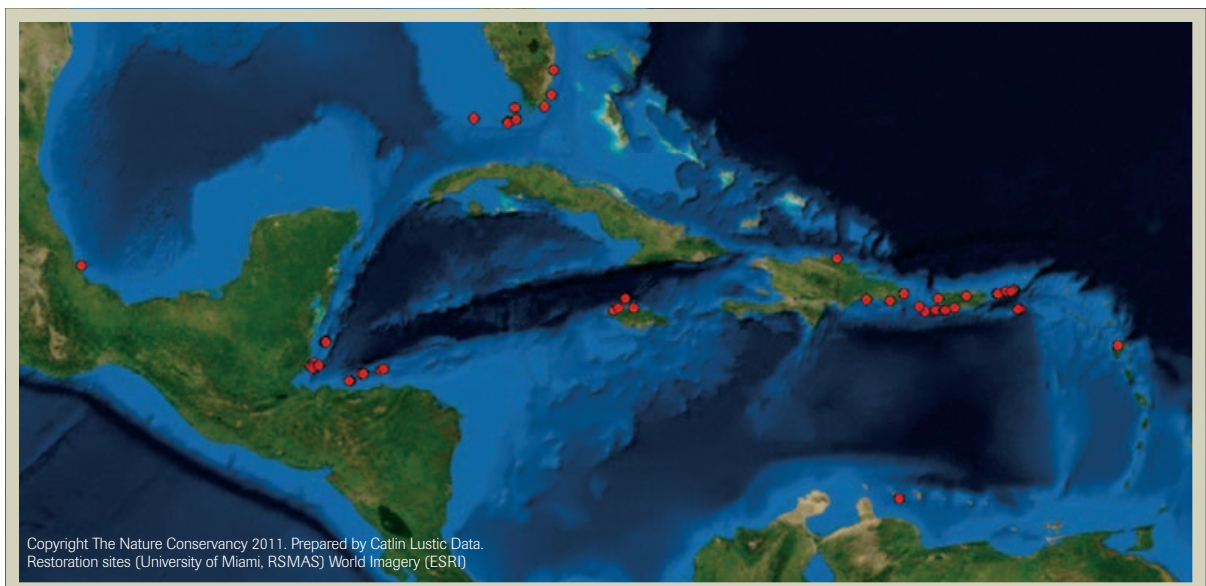 Copyright The Nature Conservancy 2011. Prepared by Catlin Lustic Data.
Restoration sites (University of Miami, RSMAS) World Imagery (ESRI)